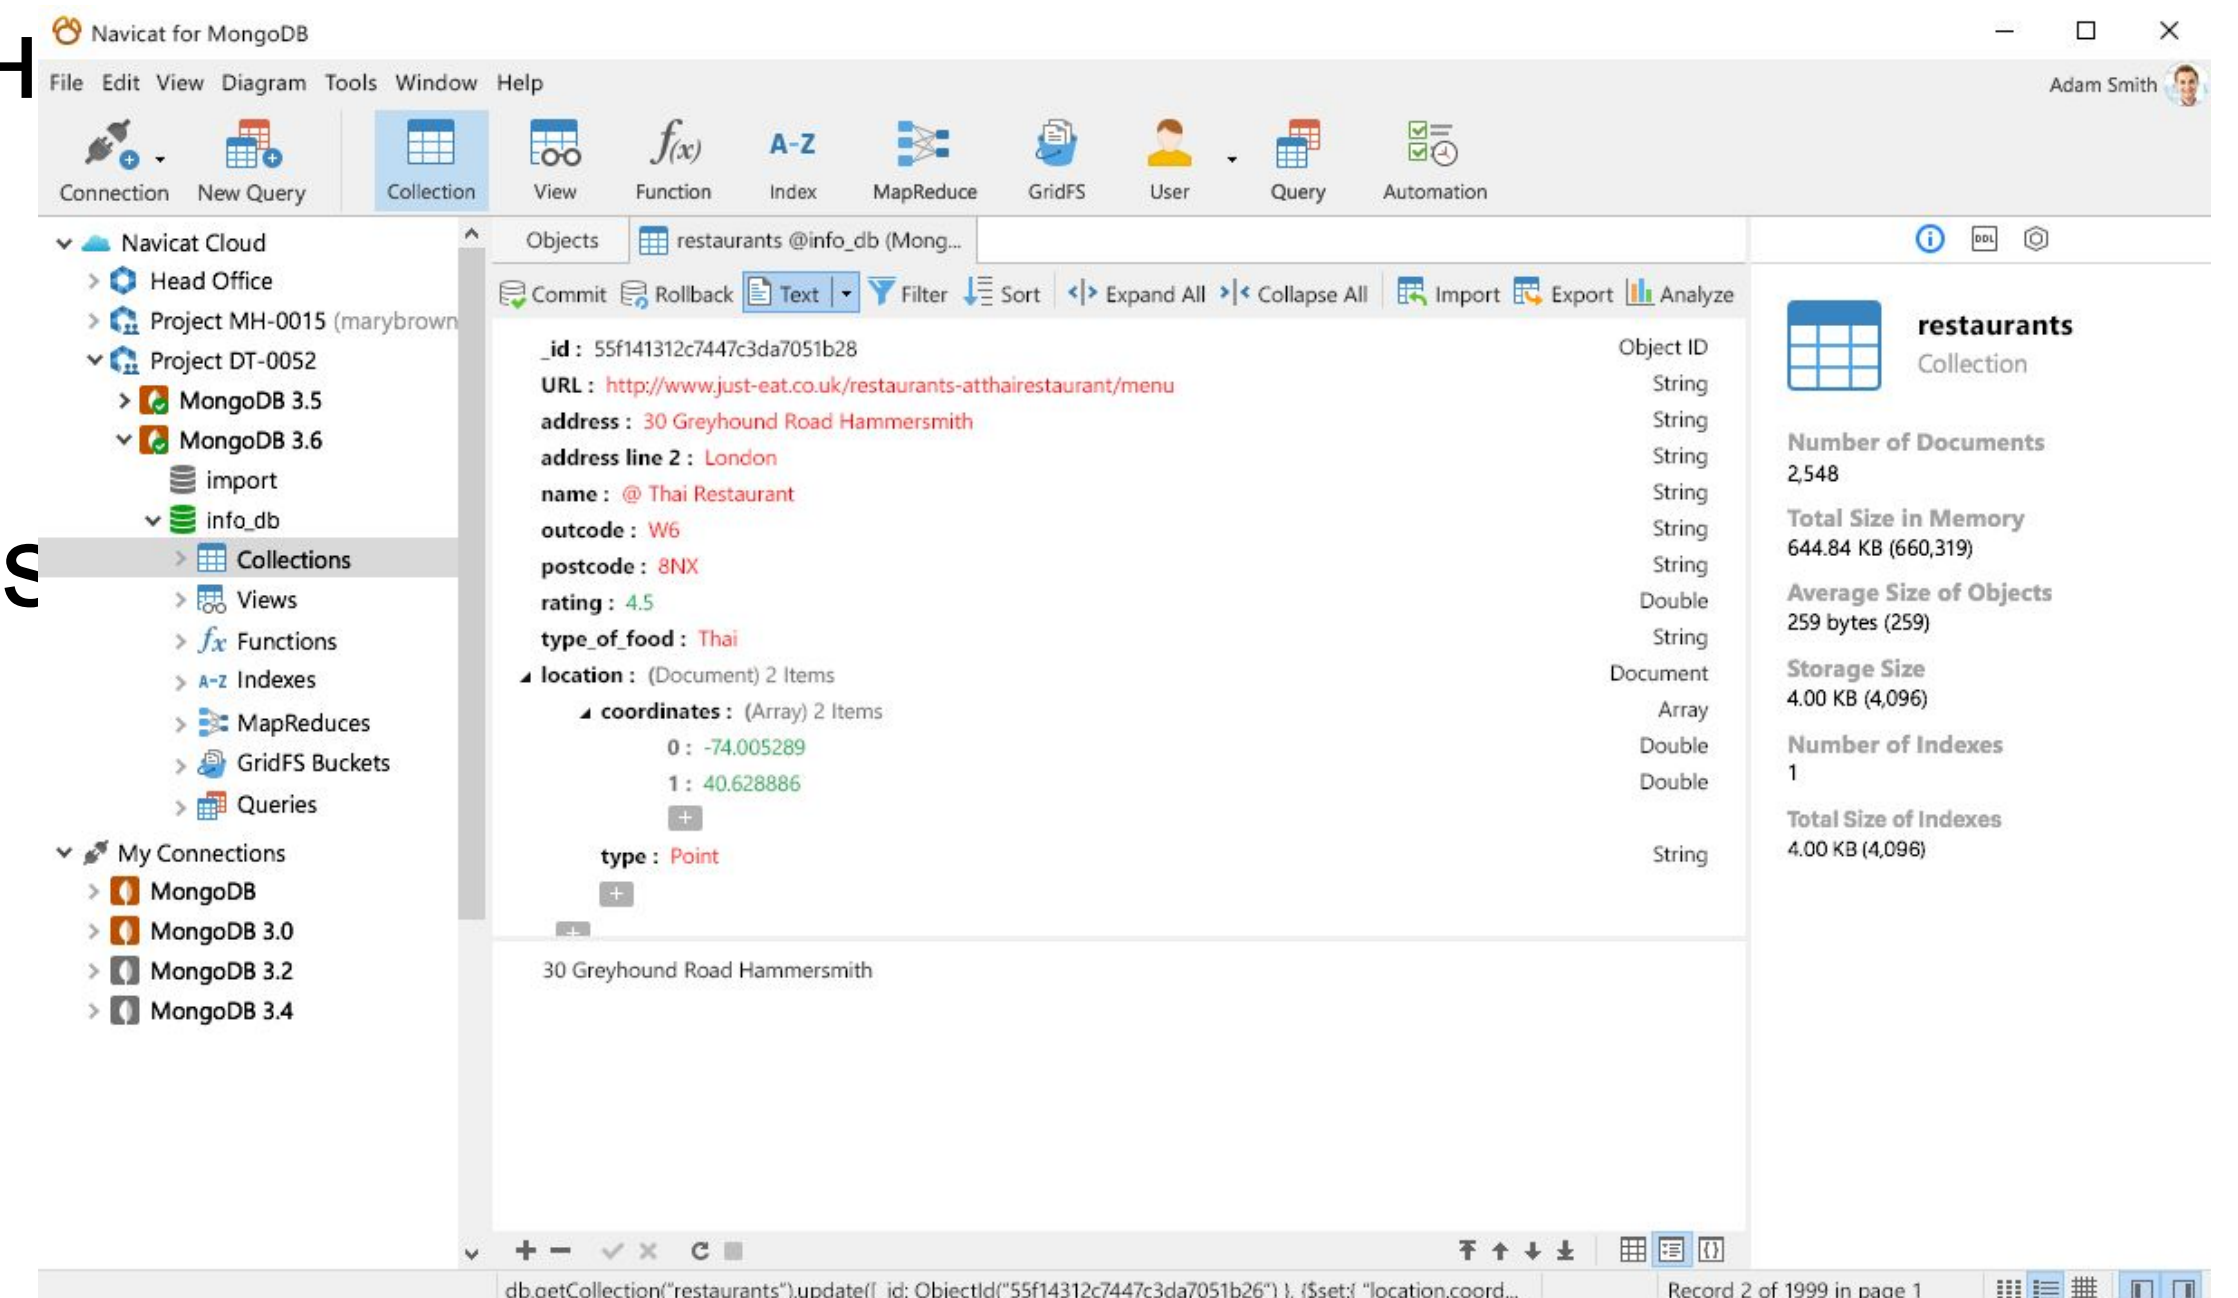 Navicat for MongoDB
H
File Edit View Diagram Tools Window Help
Adam Smith
Connection New Query Collection View Function Index MapReduce GridFS User Query Automation
Navicat Cloud
Head Office
Project MH-0015 (marybrown
Project DT-0052
MongoDB 3.5
MongoDB 3.6
import
info_db
S
Collections
Views
Functions
Indexes
MapReduces
GridFS Buckets
Queries
My Connections
MongoDB
MongoDB 3.0
MongoDB 3.2
MongoDB 3.4
Objects restaurants @info_db (Mong...
Commit Rollback Text Filter Sort Expand All Collapse All Import Export Analyze
_id : 55f141312c7447c3da7051b28 Object ID
URL : http://www.just-eat.co.uk/restaurants-atthairestaurant/menu String
address : 30 Greyhound Road Hammersmith String
address line 2 : London String
name : @ Thai Restaurant String
outcode : W6 String
postcode : 8NX String
rating : 4.5 Double
type_of_food : Thai String
location : (Document) 2 Items Document
coordinates : (Array) 2 Items Array
0 : -74.005289 Double
1 : 40.628886 Double
type : Point String
30 Greyhound Road Hammersmith
restaurants
Collection
Number of Documents
2,548
Total Size in Memory
644.84 KB (660,319)
Average Size of Objects
259 bytes (259)
Storage Size
4.00 KB (4,096)
Number of Indexes
1
Total Size of Indexes
4.00 KB (4,096)
db.getCollection("restaurants").update({ _id: ObjectId("55f14312c7447c3da7051b26") }, {$set:{ "location.coord...
Record 2 of 1999 in page 1